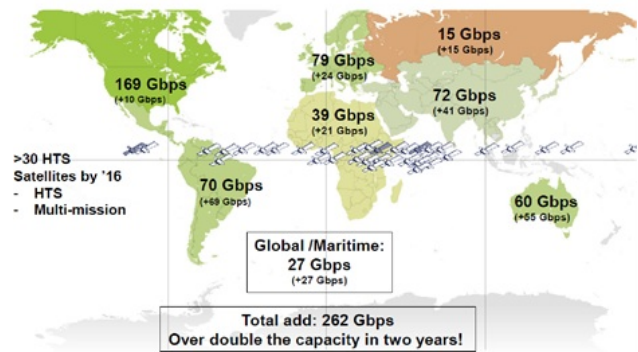 15 Gbps
(+15 Gbps)
79 Gbps
(+24 Gbps)
169 Gbps
(+10 Gbps)
72 Gbps
(+41 Gbps)
39 Gbps
(+21 Gbps)
>30 HTS
Satellites by '16
- HTS
- Multi-mission
70 Gbps
(+69 Gbps)
60 Gbps
(+55 Gbps)
Global /Maritime:
27 Gbps
(+27 Gbps)
Total add: 262 Gbps
Over double the capacity in two years!